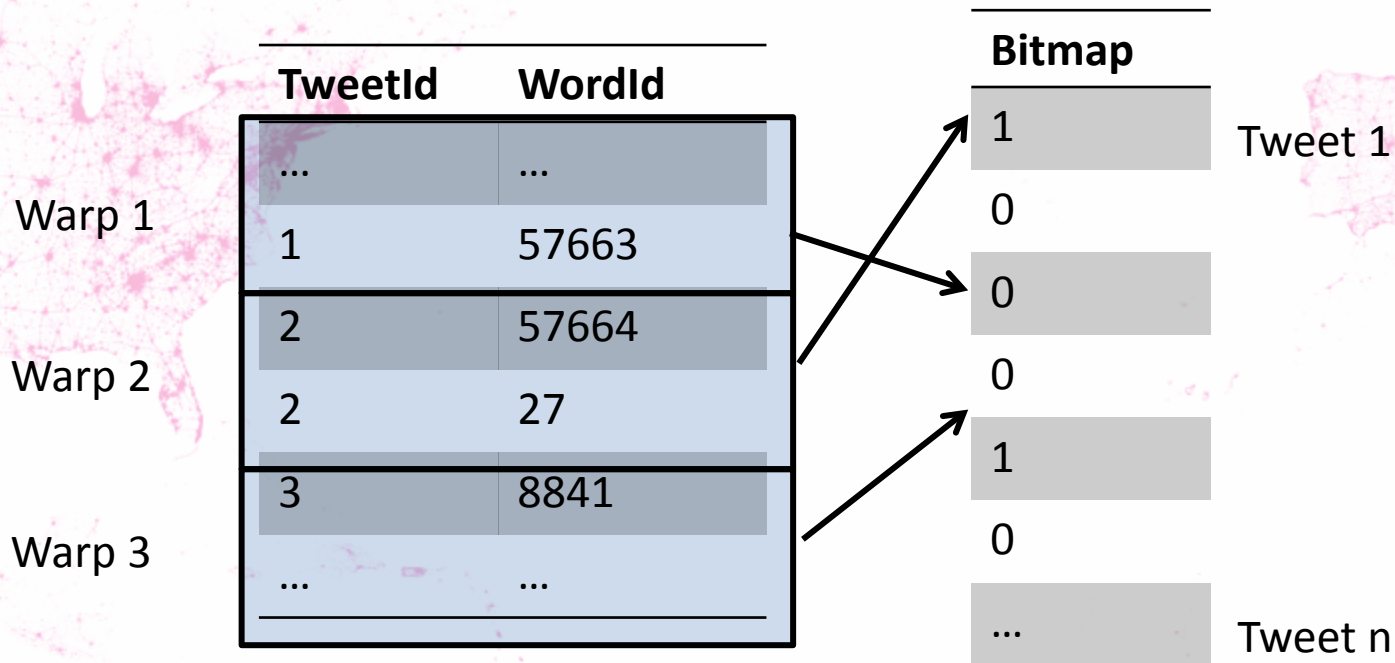 TweetId WordId
... ...
Warp 1
1 57663
2 57664
Warp 2
2 27
3 8841
Warp 3
... ...
Bitmap
1 Tweet 1
0
0
0
1
0
... Tweet n